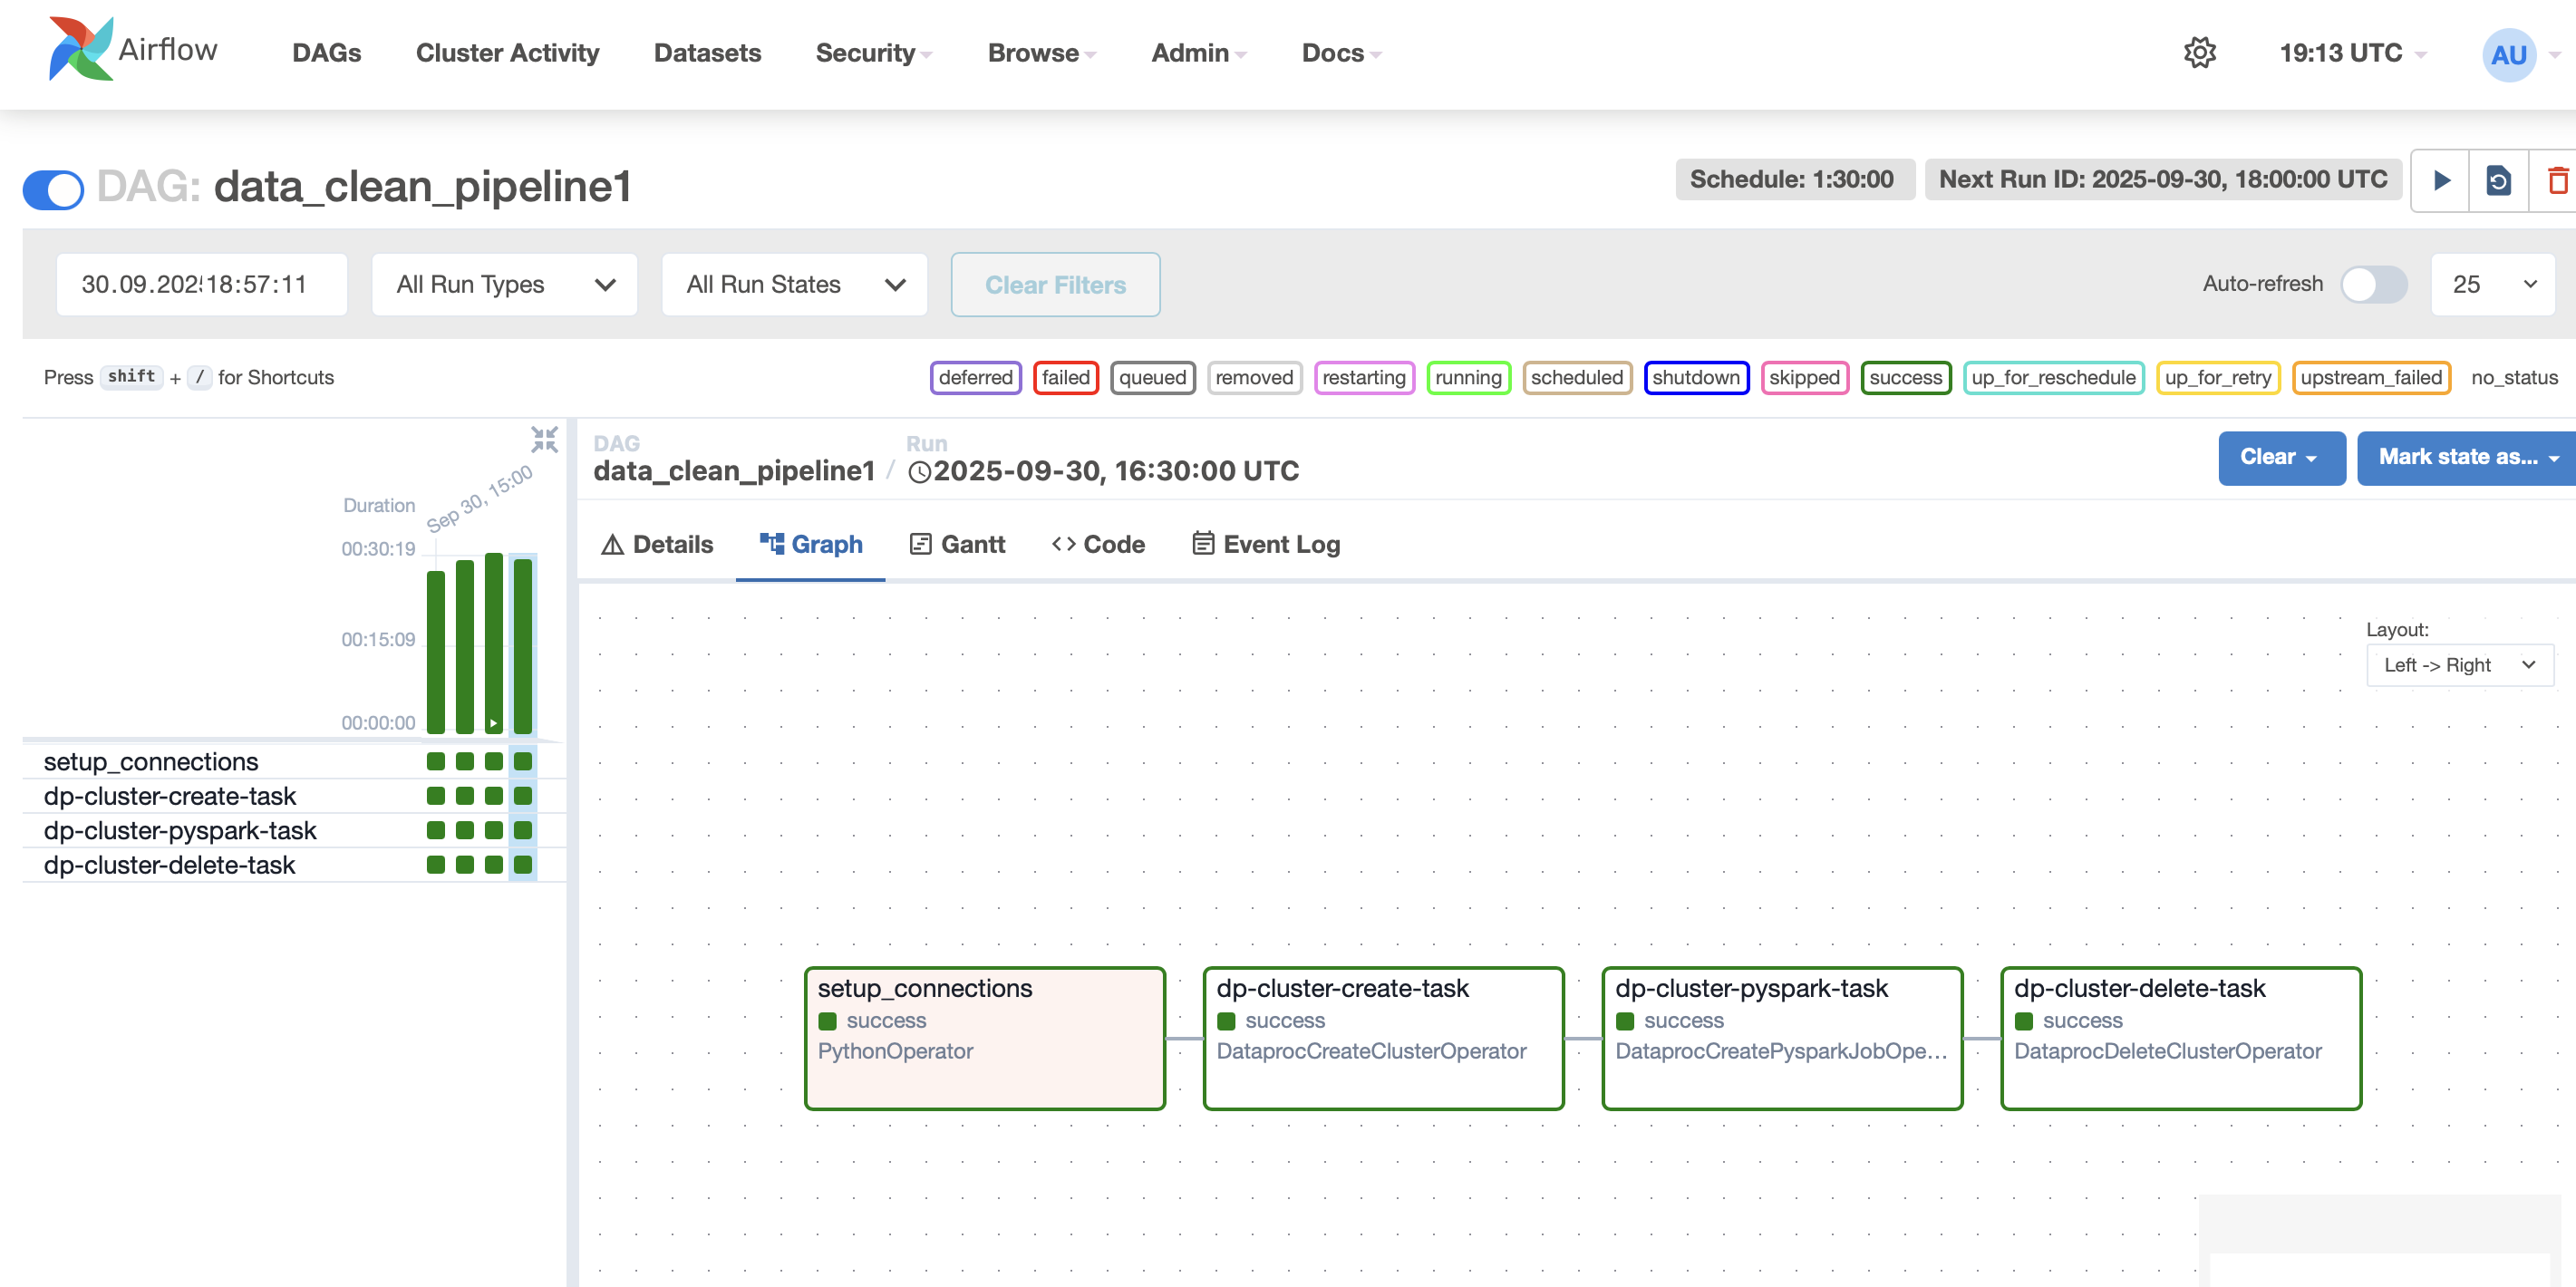 Airflow
DAGs
Cluster Activity
Datasets
Security
Browse
Admin
Docs
19:13 UTC
AU
DAG: data_clean_pipeline1
Schedule: 1:30:00
Next Run ID: 2025-09-30, 18:00:00 UTC
30.09.2025 18:57:11
All Run Types
All Run States
Clear Filters
Auto-refresh
25
Press shift + / for Shortcuts
deferred
failed
queued
removed
restarting
running
scheduled
shutdown
skipped
success
up_for_reschedule
up_for_retry
upstream_failed
no_status
Duration
Sep 30, 15:00
00:30:19
00:15:09
00:00:00
setup_connections
dp-cluster-create-task
dp-cluster-pyspark-task
dp-cluster-delete-task
DAG
data_clean_pipeline1
/
Run
2025-09-30, 16:30:00 UTC
Clear
Mark state as...
Details
Graph
Gantt
Code
Event Log
Layout:
Left -> Right
setup_connections
success
PythonOperator
dp-cluster-create-task
success
DataprocCreateClusterOperator
dp-cluster-pyspark-task
success
DataprocCreatePysparkJobOpe...
dp-cluster-delete-task
success
DataprocDeleteClusterOperator